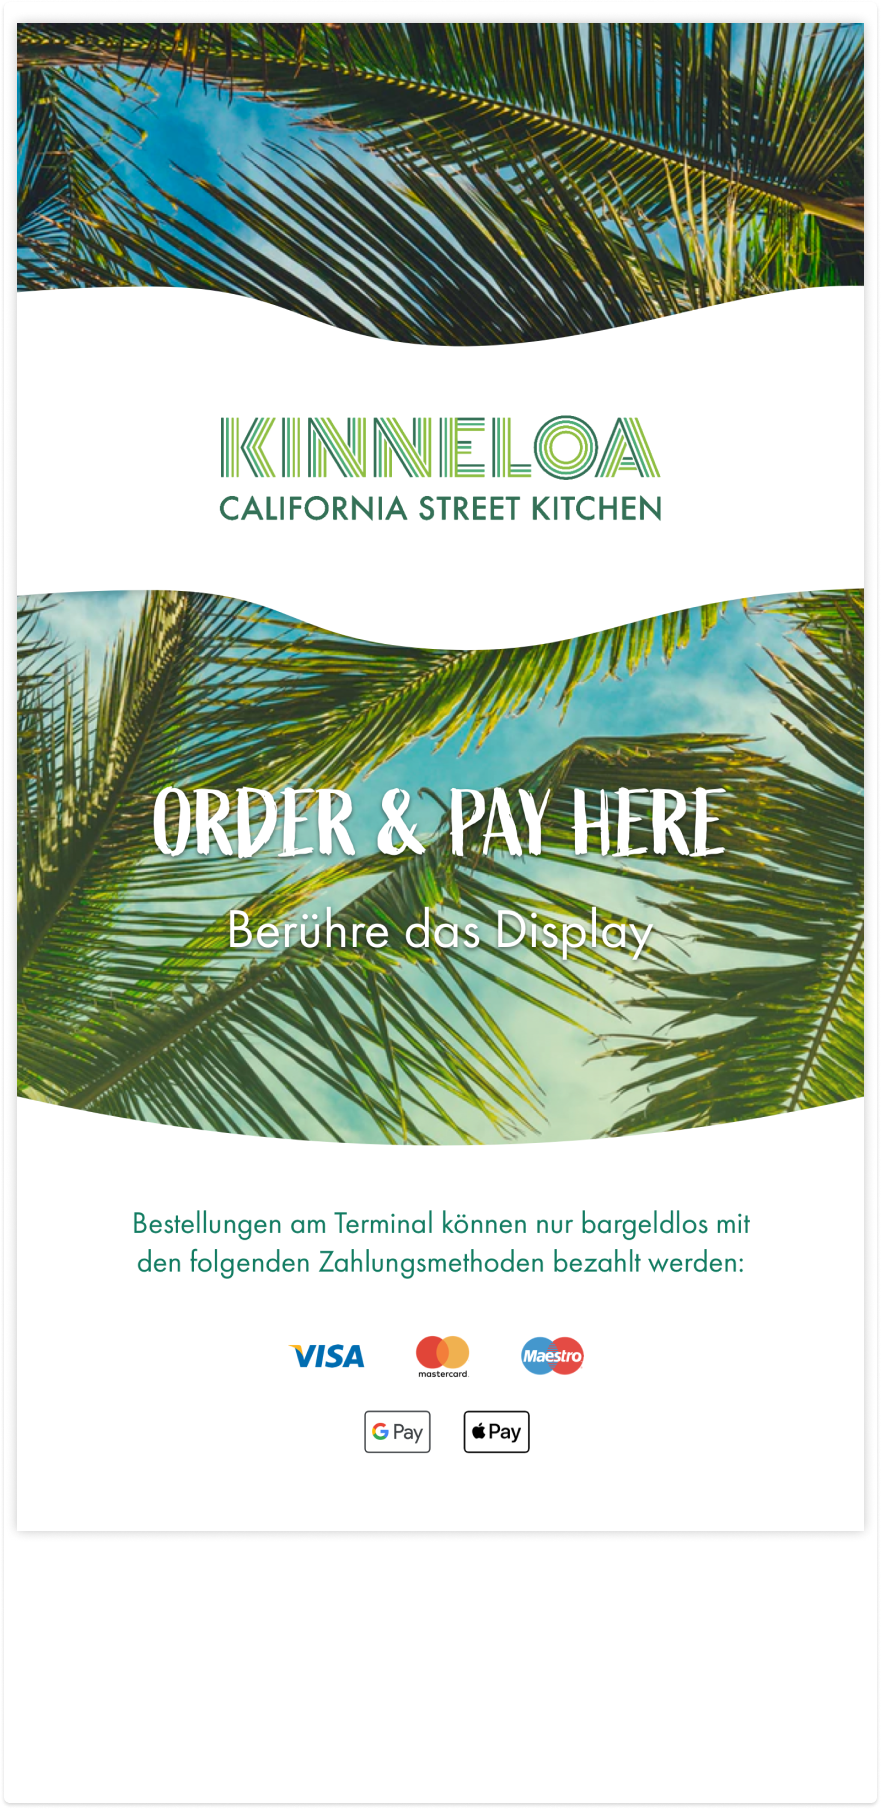 KINNELOA
CALIFORNIA STREET KITCHEN
ORDER & PAY HERE
Berühre das Display
Bestellungen am Terminal können nur bargeldlos mit
den folgenden Zahlungsmethoden bezahlt werden:
VISA mastercard. Maestro
G Pay Pay